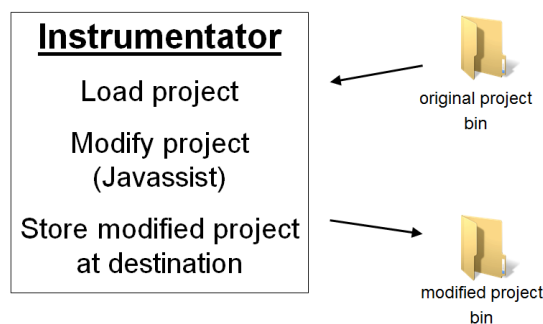 Instrumentator
Load project
Modify project
(Javassist)
Store modified project
at destination
original project
bin
modified project
bin